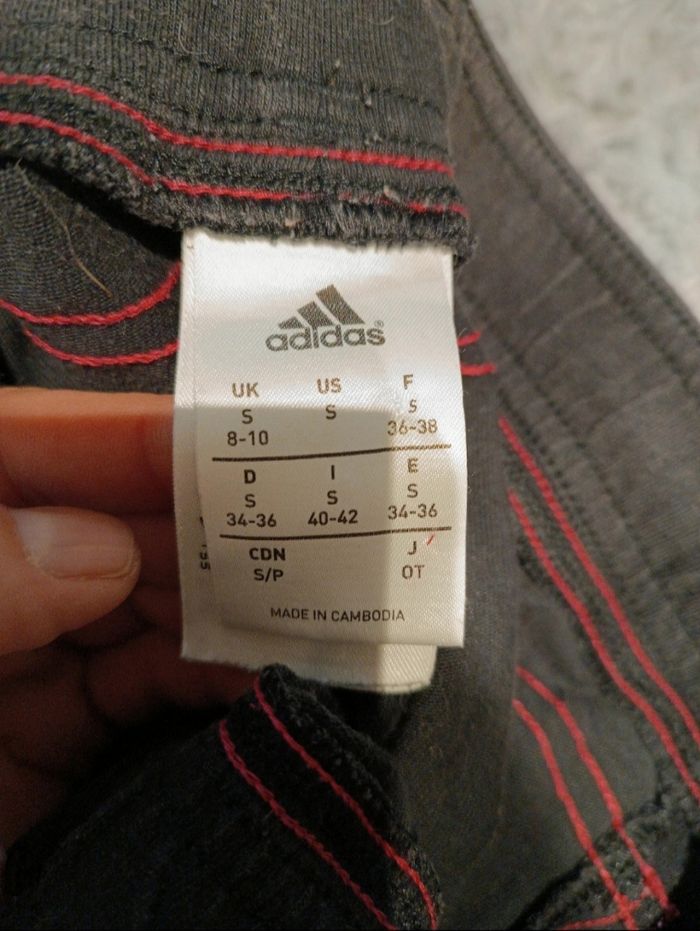 adidas®
UK US F
S S S
8-10 36-38
D I E
S S S
34-36 40-42 34-36
CDN J
S/P OT
MADE IN CAMBODIA